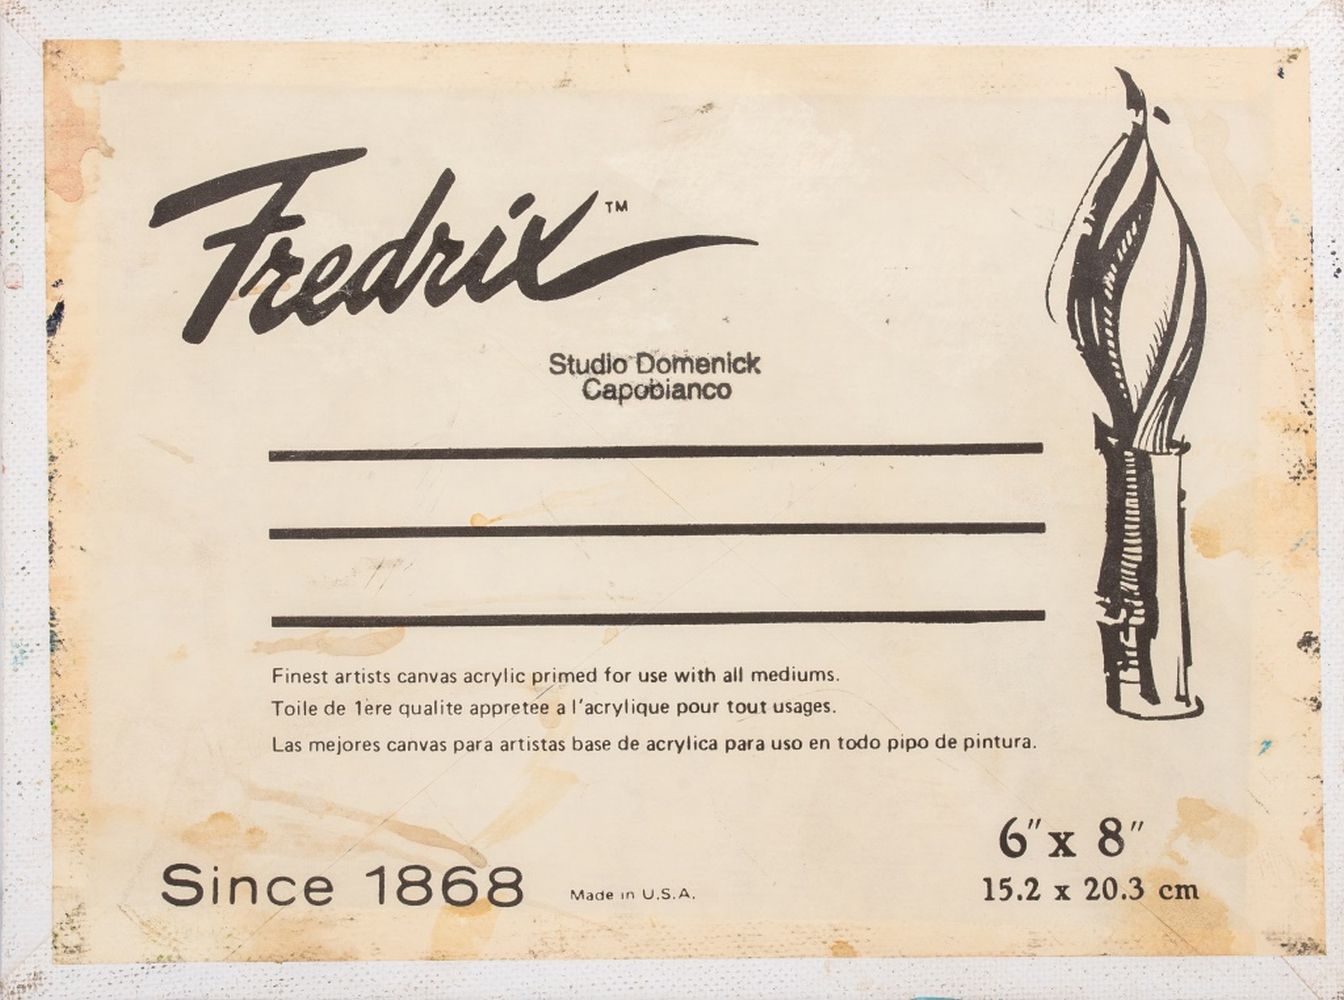 Fredrix™
Studio Domenick
Capobianco
Finest artists canvas acrylic primed for use with all mediums.
Toile de 1ère qualite appretee a l'acrylique pour tout usages.
Las mejores canvas para artistas base de acrylica para uso en todo pipo de pintura.
6" x 8"
15.2 x 20.3 cm
Since 1868 Made in U.S.A.